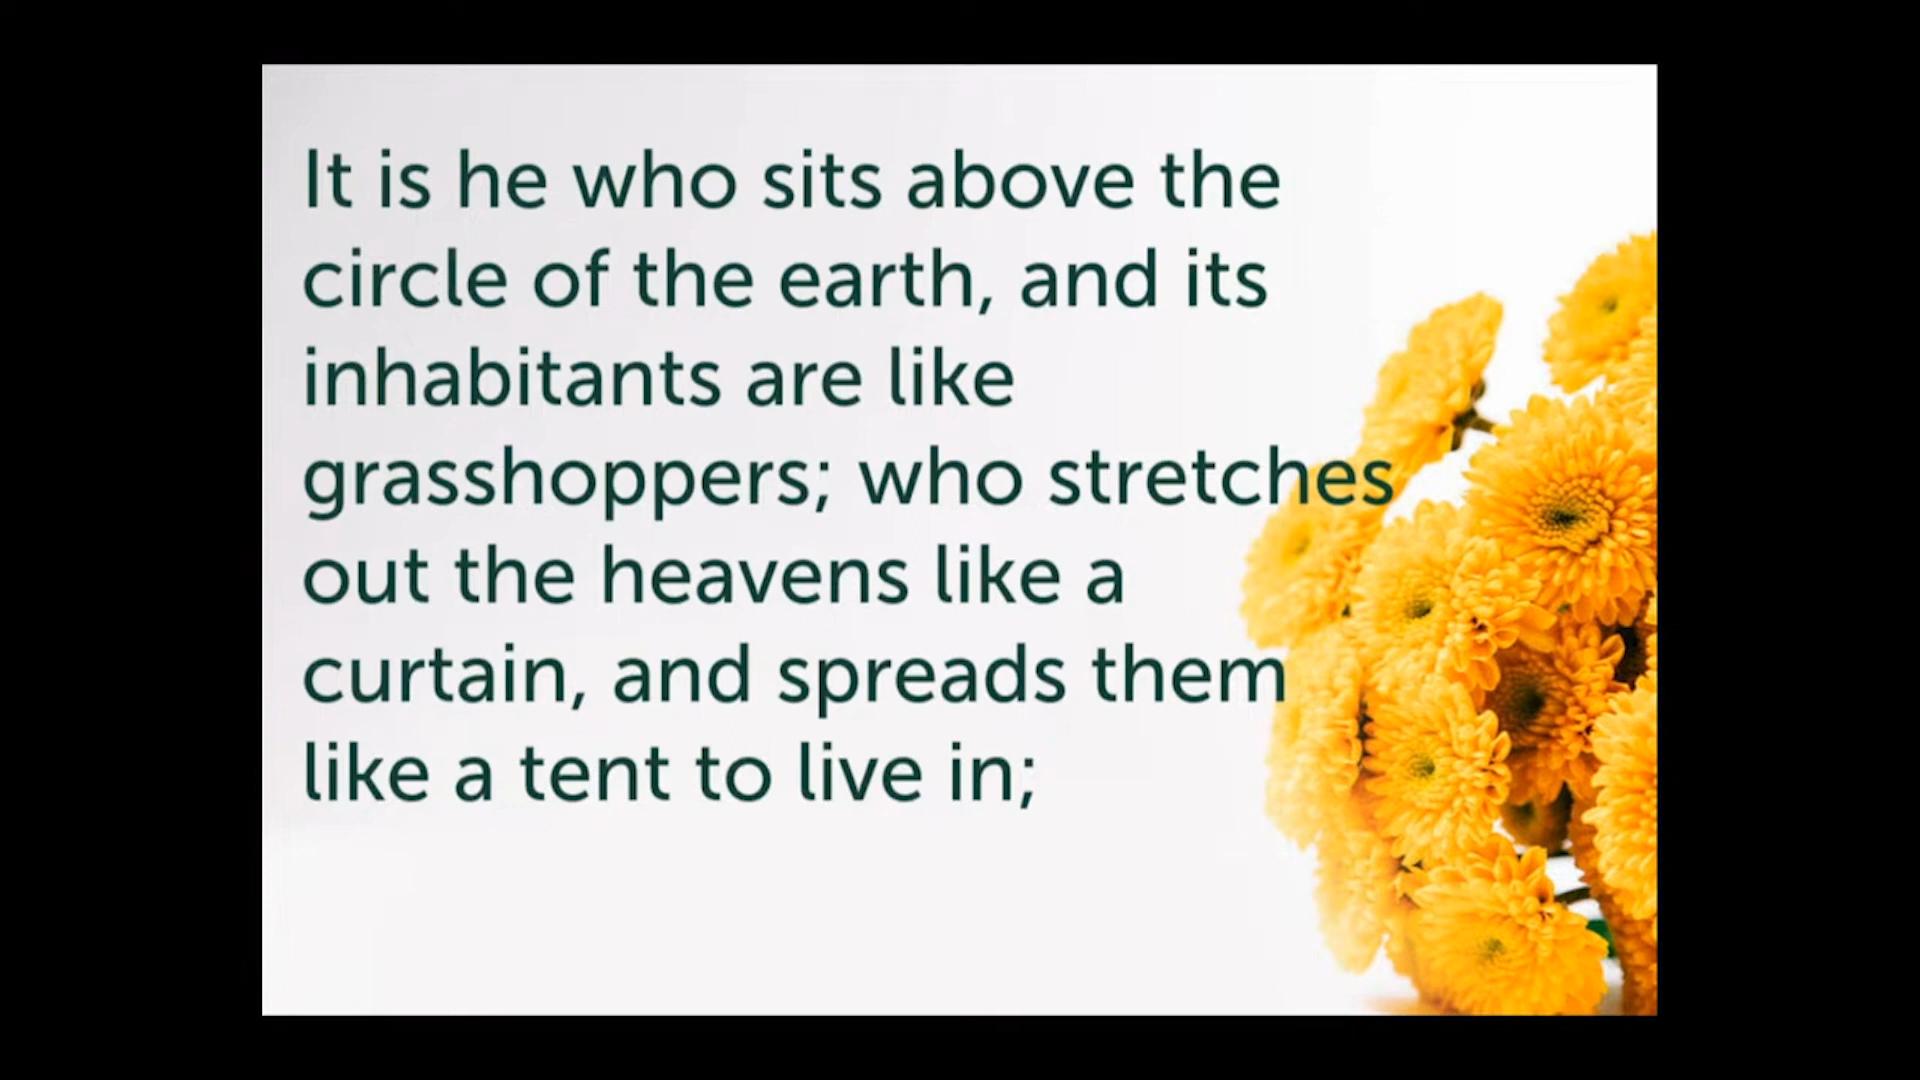 It is he who sits above the
circle of the earth, and its
inhabitants are like
grasshoppers; who stretches
out the heavens like a
curtain, and spreads them
like a tent to live in;